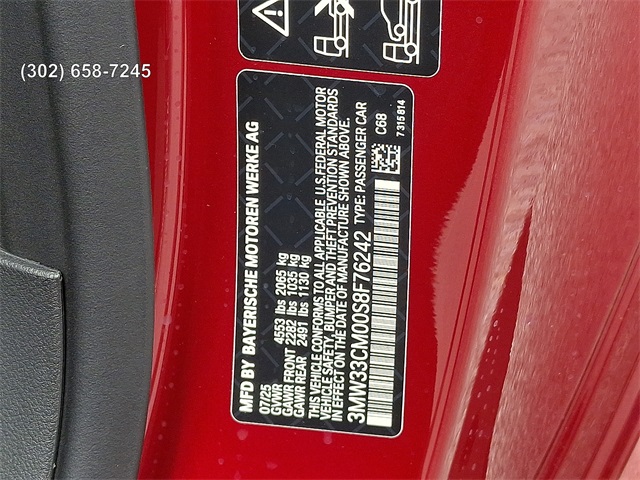 (302) 658-7245
MFD BY BAYERISCHE MOTOREN WERKE AG
07/25
GVWR 4553 lbs 2065 kg
GAWR FRONT 2282 lbs 1035 kg
GAWR REAR 2491 lbs 1130 kg
THIS VEHICLE CONFORMS TO ALL APPLICABLE U.S. FEDERAL MOTOR
VEHICLE SAFETY, BUMPER AND THEFT PREVENTION STANDARDS
IN EFFECT ON THE DATE OF MANUFACTURE SHOWN ABOVE.
3MW33CM00S8F76242 TYPE: PASSENGER CAR
C68
7315814